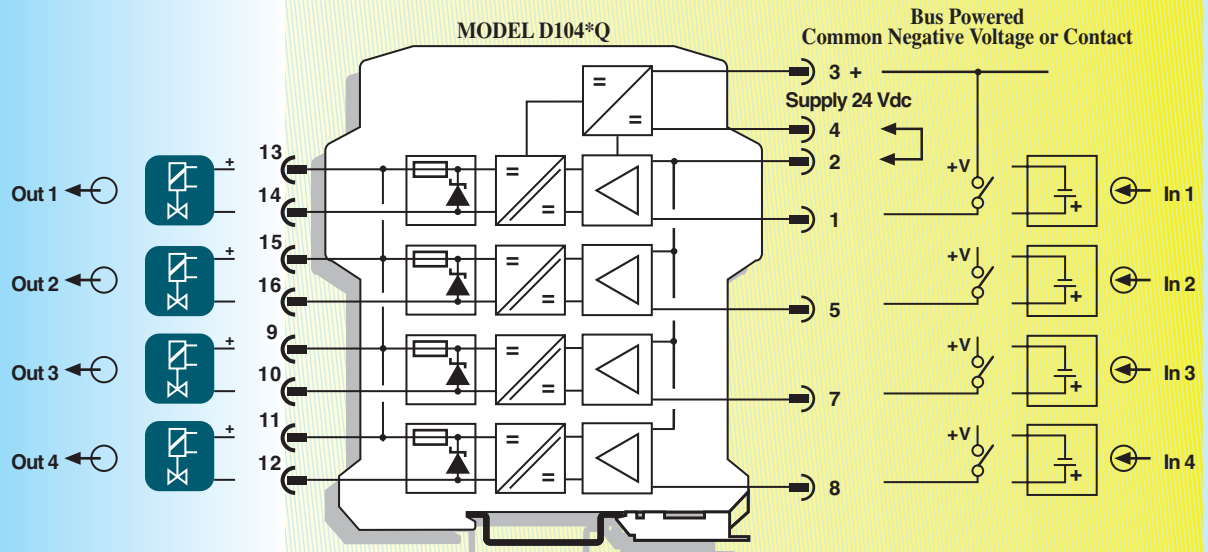 MODEL D104*Q
Bus Powered
Common Negative Voltage or Contact
3 +
Supply 24 Vdc
4
2
1
5
7
8
13
14
15
16
9
10
11
12
+
+
+
+
Out 1
Out 2
Out 3
Out 4
=
=
=
=
=
=
=
=
=
=
+V
+
In 1
+V
+
In 2
+V
+
In 3
+V
+
In 4